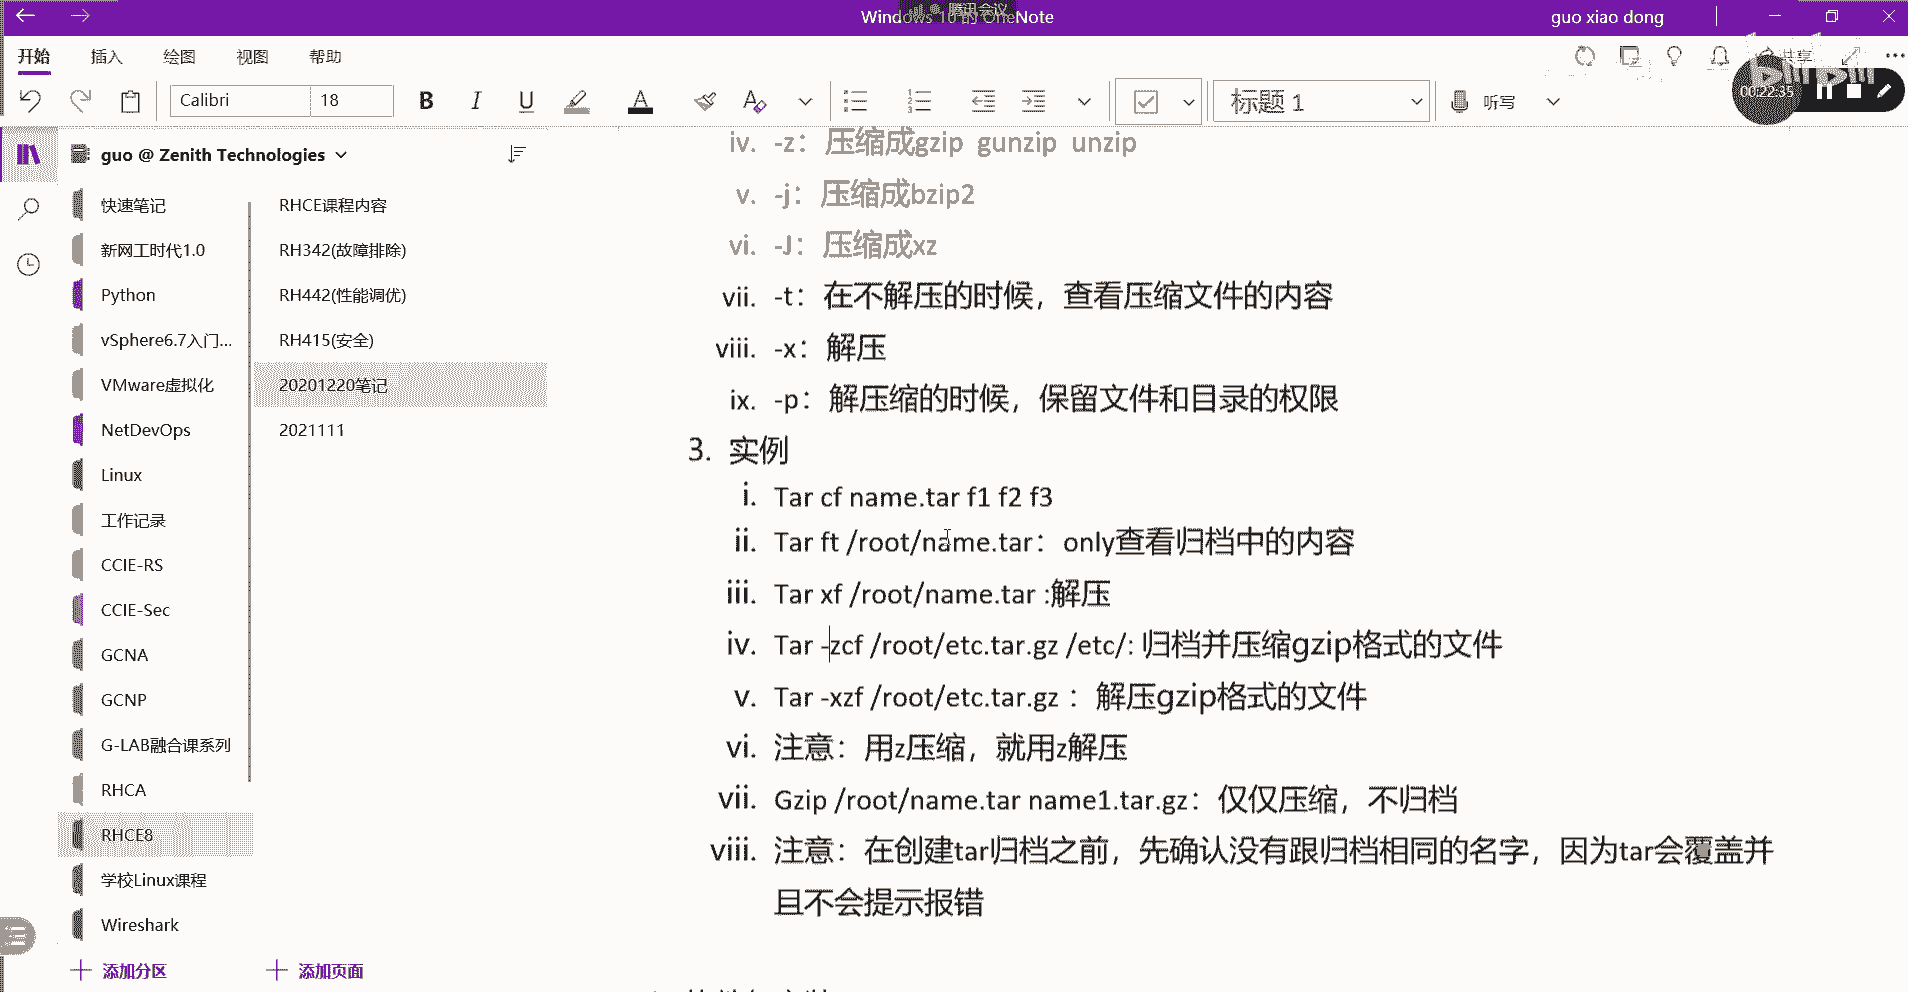 Windows 10 的 OneNote
腾讯会议
guo xiao dong
开始 插入 绘图 视图 帮助
共享
bilibili
00:22:35
Calibri 18 B I U A 标题 1 听写
guo @ Zenith Technologies
快速笔记
新网工时代1.0
Python
vSphere6.7入门...
VMware虚拟化
NetDevOps
Linux
工作记录
CCIE-RS
CCIE-Sec
GCNA
GCNP
G-LAB融合课系列
RHCA
RHCE8
学校Linux课程
Wireshark
添加分区
RHCE课程内容
RH342(故障排除)
RH442(性能调优)
RH415(安全)
20201220笔记
2021111
添加页面
iv. -z：压缩成gzip gunzip unzip
v. -j：压缩成bzip2
vi. -J：压缩成xz
vii. -t：在不解压的时候，查看压缩文件的内容
viii. -x：解压
ix. -p：解压缩的时候，保留文件和目录的权限
3. 实例
i. Tar cf name.tar f1 f2 f3
ii. Tar ft /root/name.tar：only查看归档中的内容
iii. Tar xf /root/name.tar :解压
iv. Tar -zcf /root/etc.tar.gz /etc/: 归档并压缩gzip格式的文件
v. Tar -xzf /root/etc.tar.gz ：解压gzip格式的文件
vi. 注意：用z压缩，就用z解压
vii. Gzip /root/name.tar name1.tar.gz：仅仅压缩，不归档
viii. 注意：在创建tar归档之前，先确认没有跟归档相同的名字，因为tar会覆盖并
且不会提示报错